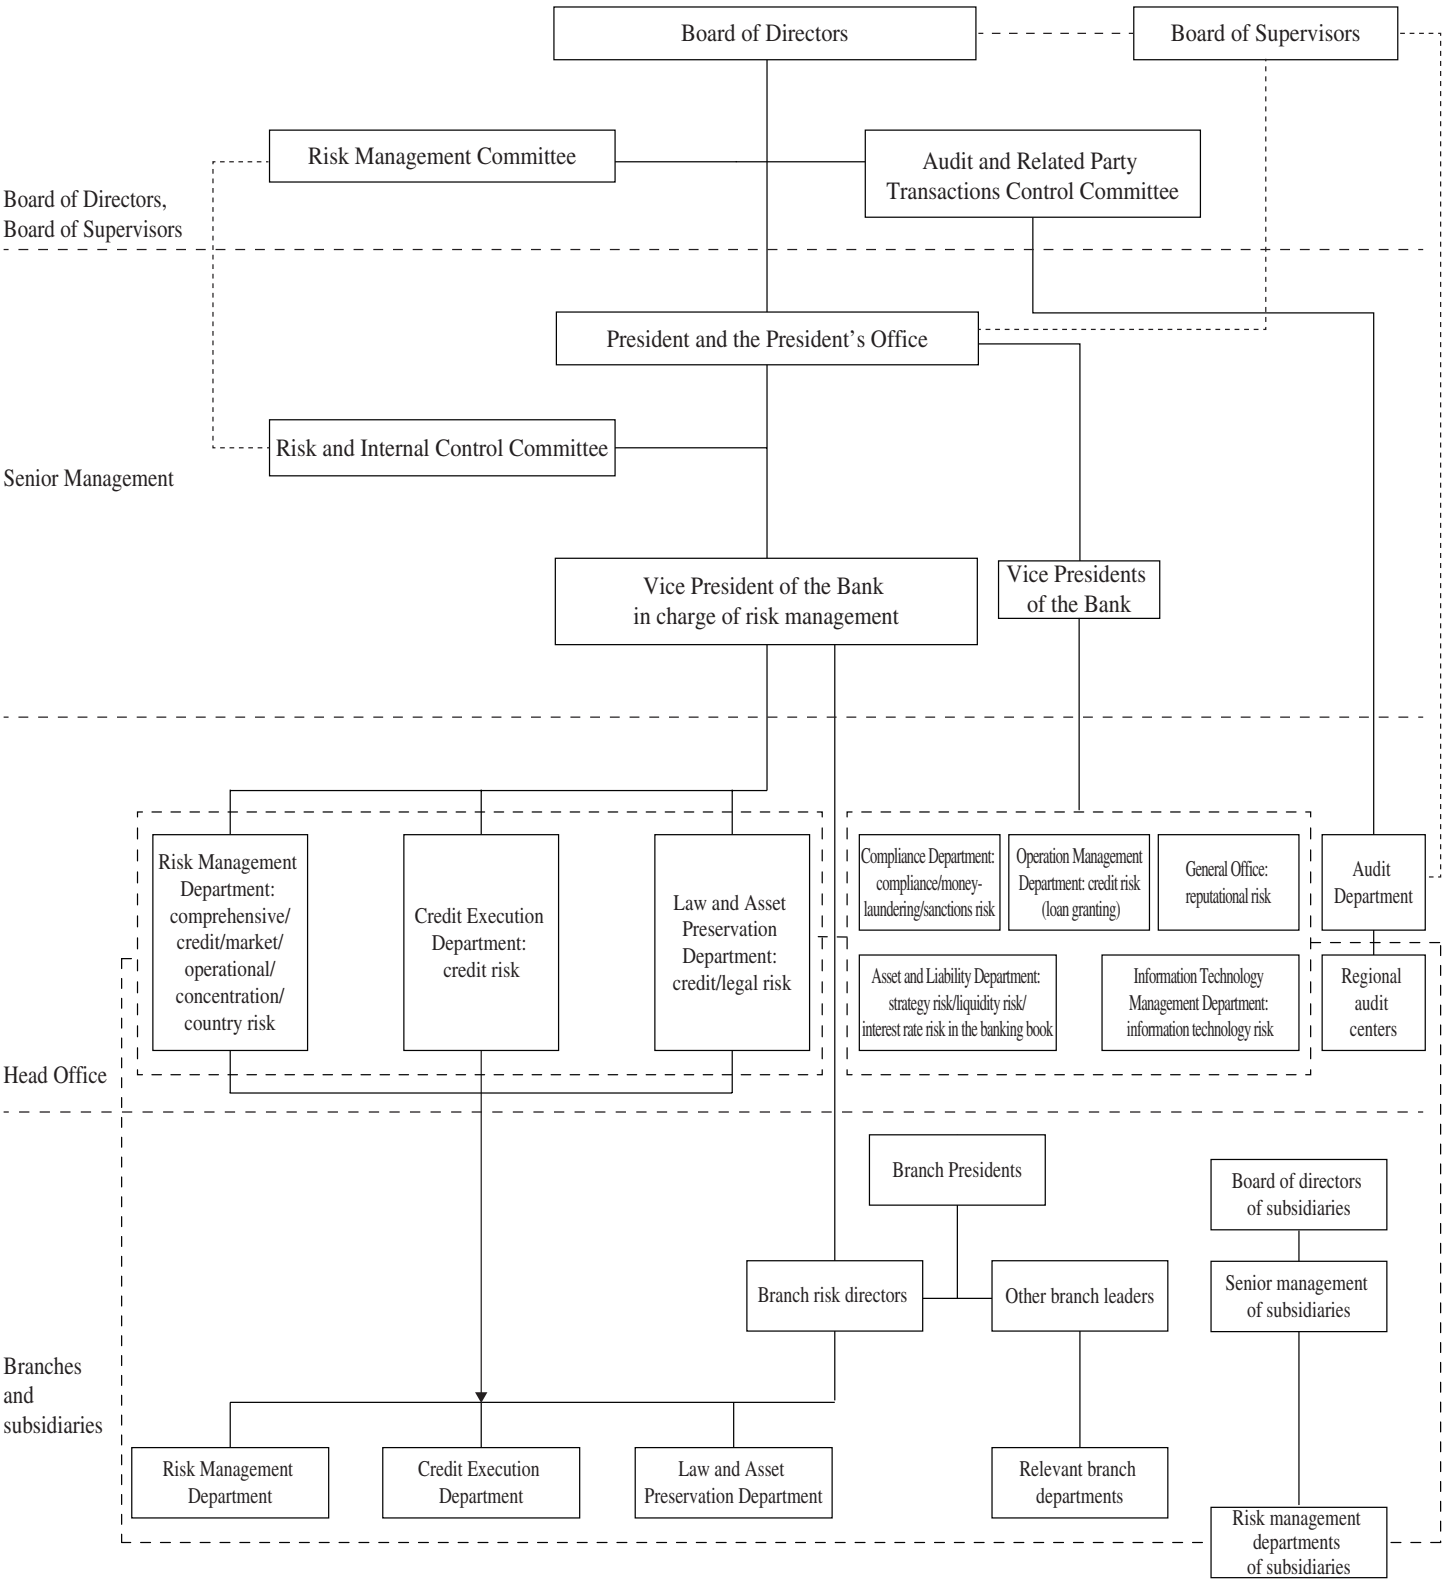 Board of Directors
Board of Supervisors
Risk Management Committee
Audit and Related Party
Transactions Control Committee
Board of Directors,
Board of Supervisors
President and the President’s Office
Risk and Internal Control Committee
Senior Management
Vice President of the Bank
in charge of risk management
Vice Presidents
of the Bank
Risk Management
Department:
comprehensive/
credit/market/
operational/
concentration/
country risk
Credit Execution
Department:
credit risk
Law and Asset
Preservation
Department:
credit/legal risk
Compliance Department:
compliance/money-
laundering/sanctions risk
Operation Management
Department: credit risk
(loan granting)
General Office:
reputational risk
Audit
Department
Asset and Liability Department:
strategy risk/liquidity risk/
interest rate risk in the banking book
Information Technology
Management Department:
information technology risk
Regional
audit
centers
Head Office
Branch Presidents
Board of directors
of subsidiaries
Branch risk directors
Other branch leaders
Senior management
of subsidiaries
Branches
and
subsidiaries
Risk Management
Department
Credit Execution
Department
Law and Asset
Preservation Department
Relevant branch
departments
Risk management
departments
of subsidiaries